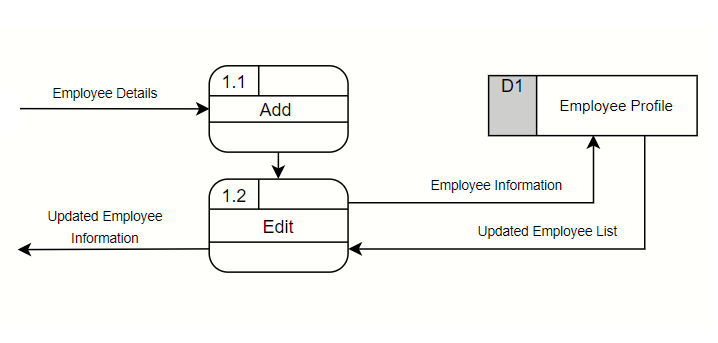 1.1
D1
Employee Details
Add
Employee Profile
1.2
Employee Information
Updated Employee
Information
Edit
Updated Employee List